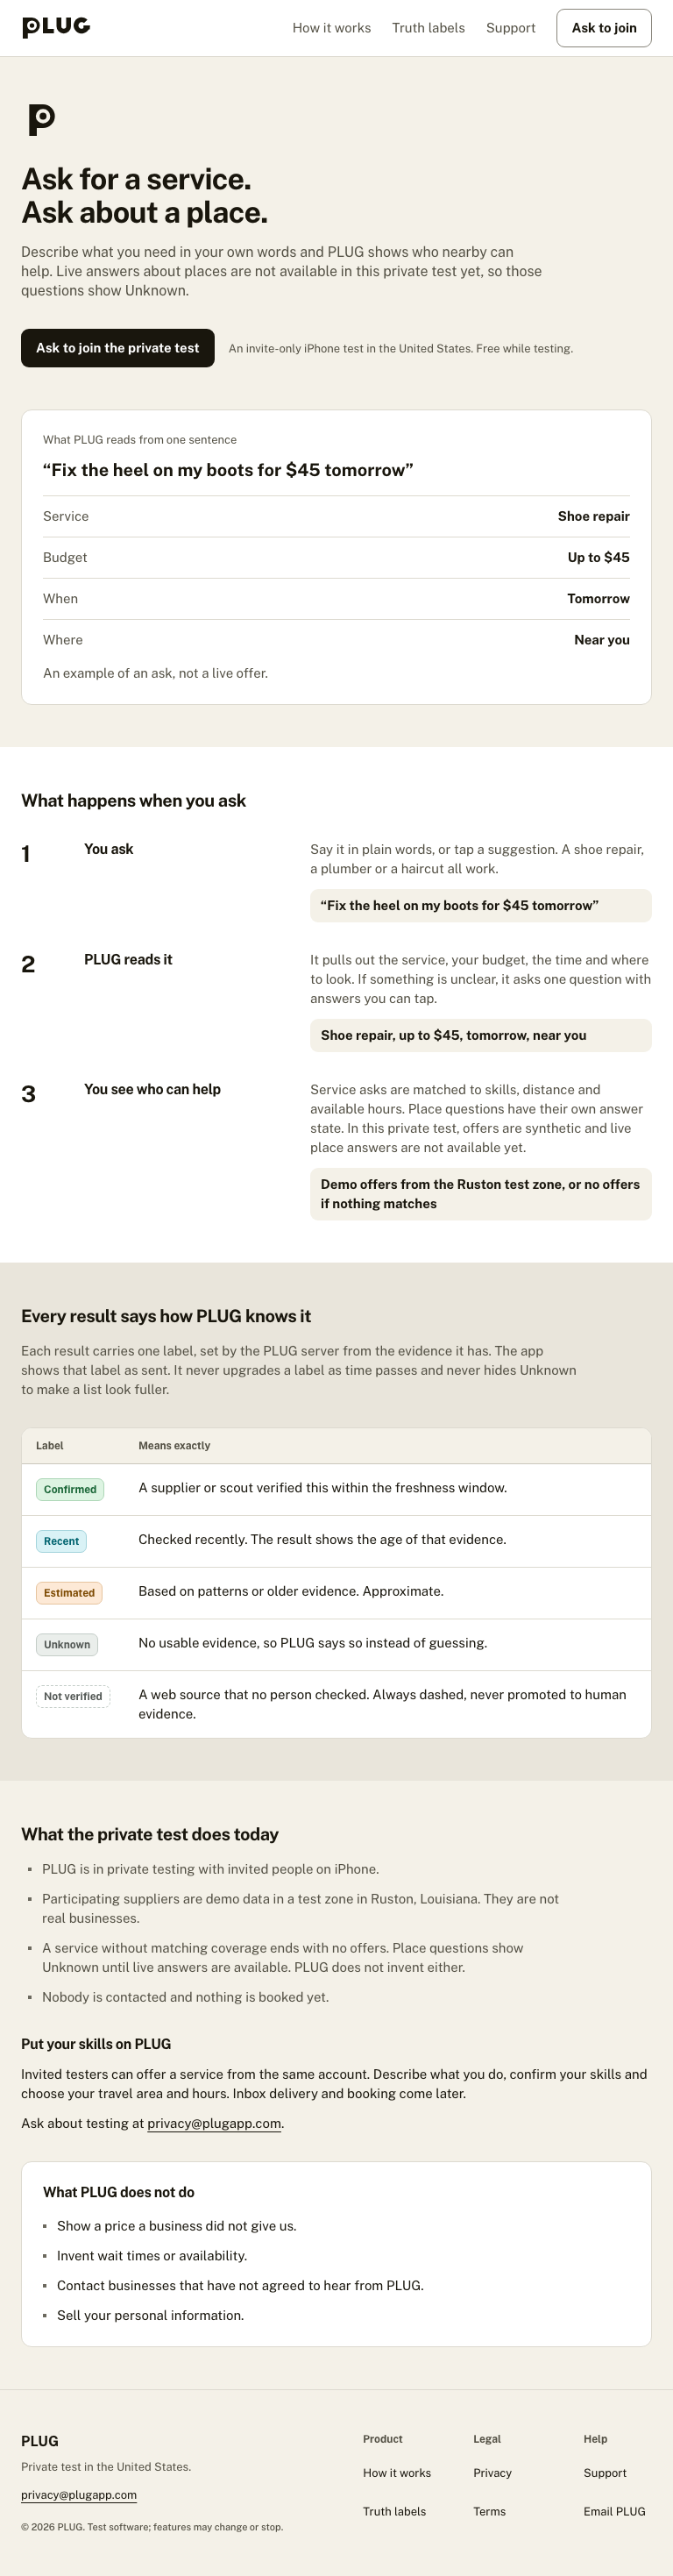 PLUG
How it works
Truth labels
Support
Ask to join
P
Ask for a service.
Ask about a place.
Describe what you need in your own words and PLUG shows who nearby can
help. Live answers about places are not available in this private test yet, so those
questions show Unknown.
Ask to join the private test
An invite-only iPhone test in the United States. Free while testing.
What PLUG reads from one sentence
“Fix the heel on my boots for $45 tomorrow”
Service
Shoe repair
Budget
Up to $45
When
Tomorrow
Where
Near you
An example of an ask, not a live offer.
What happens when you ask
1
You ask
Say it in plain words, or tap a suggestion. A shoe repair,
a plumber or a haircut all work.
“Fix the heel on my boots for $45 tomorrow”
2
PLUG reads it
It pulls out the service, your budget, the time and where
to look. If something is unclear, it asks one question with
answers you can tap.
Shoe repair, up to $45, tomorrow, near you
3
You see who can help
Service asks are matched to skills, distance and
available hours. Place questions have their own answer
state. In this private test, offers are synthetic and live
place answers are not available yet.
Demo offers from the Ruston test zone, or no offers
if nothing matches
Every result says how PLUG knows it
Each result carries one label, set by the PLUG server from the evidence it has. The app
shows that label as sent. It never upgrades a label as time passes and never hides Unknown
to make a list look fuller.
Label
Means exactly
Confirmed
A supplier or scout verified this within the freshness window.
Recent
Checked recently. The result shows the age of that evidence.
Estimated
Based on patterns or older evidence. Approximate.
Unknown
No usable evidence, so PLUG says so instead of guessing.
Not verified
A web source that no person checked. Always dashed, never promoted to human
evidence.
What the private test does today
PLUG is in private testing with invited people on iPhone.
Participating suppliers are demo data in a test zone in Ruston, Louisiana. They are not
real businesses.
A service without matching coverage ends with no offers. Place questions show
Unknown until live answers are available. PLUG does not invent either.
Nobody is contacted and nothing is booked yet.
Put your skills on PLUG
Invited testers can offer a service from the same account. Describe what you do, confirm your skills and
choose your travel area and hours. Inbox delivery and booking come later.
Ask about testing at privacy@plugapp.com.
What PLUG does not do
Show a price a business did not give us.
Invent wait times or availability.
Contact businesses that have not agreed to hear from PLUG.
Sell your personal information.
PLUG
Private test in the United States.
privacy@plugapp.com
© 2026 PLUG. Test software; features may change or stop.
Product
How it works
Truth labels
Legal
Privacy
Terms
Help
Support
Email PLUG